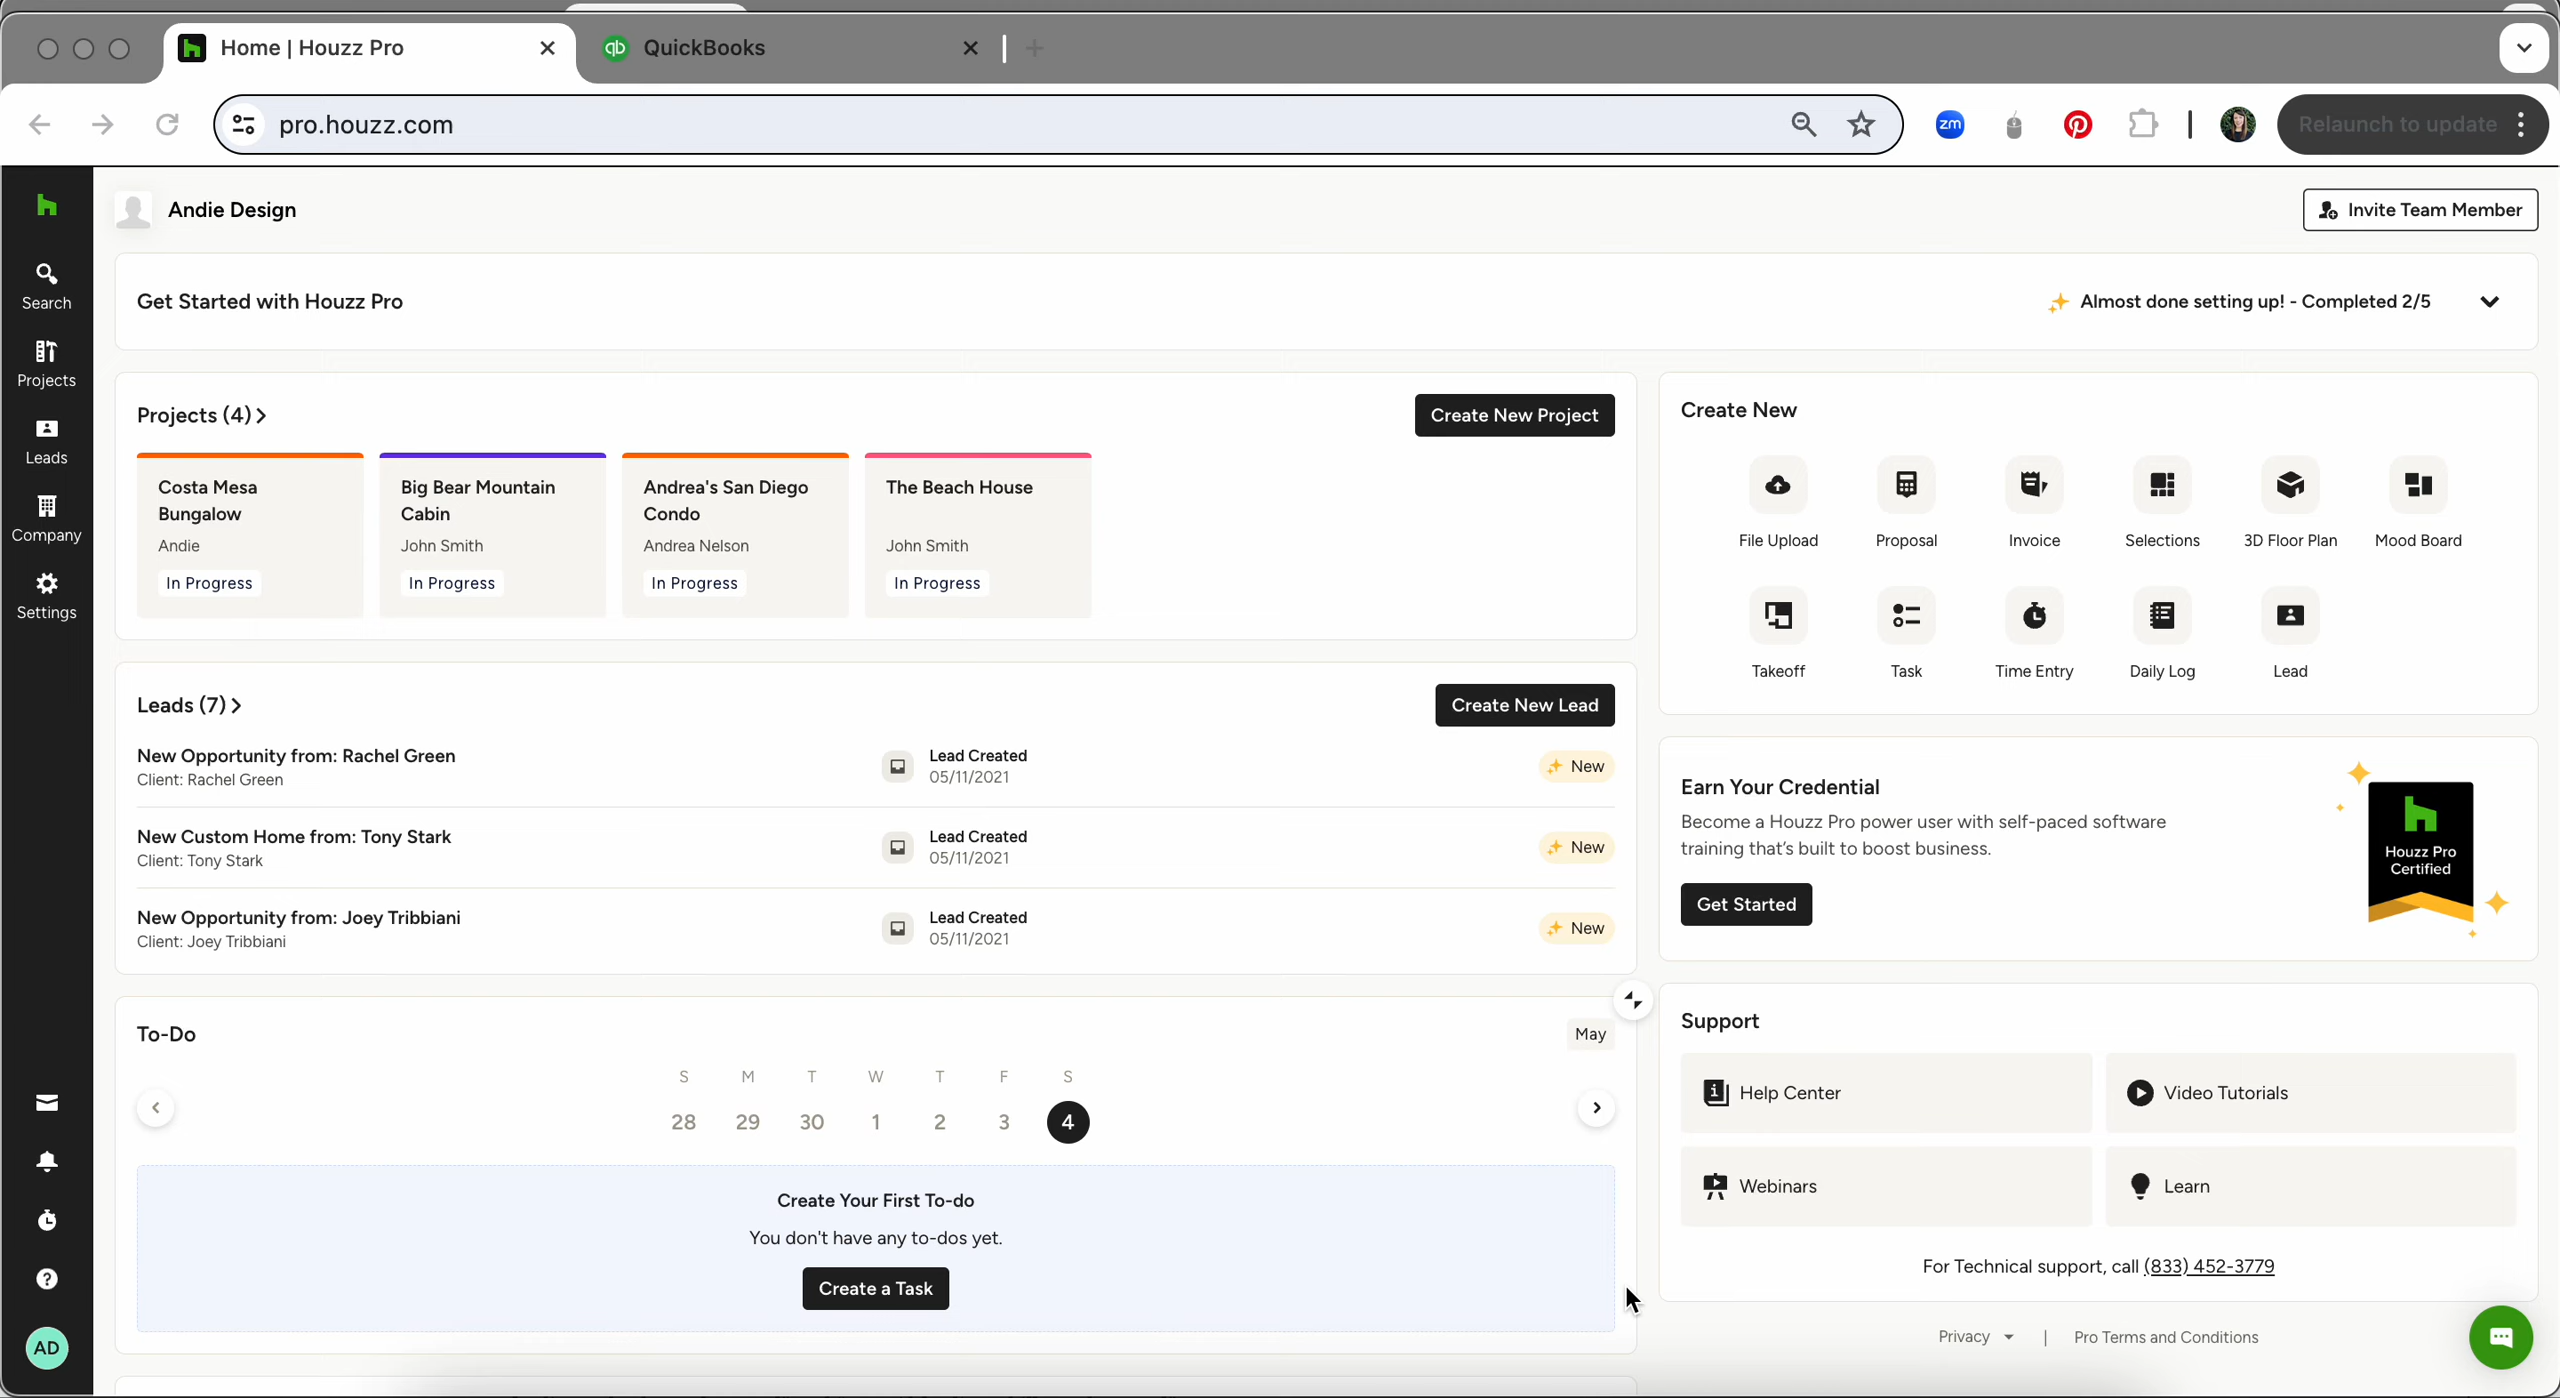 Home | Houzz Pro
QuickBooks
pro.houzz.com
zm
Relaunch to update
Andie Design
Invite Team Member
Search
Projects
Leads
Company
Settings
AD
Get Started with Houzz Pro
Almost done setting up! - Completed 2/5
Projects (4)
Create New Project
Costa Mesa Bungalow
Andie
In Progress
Big Bear Mountain Cabin
John Smith
In Progress
Andrea's San Diego Condo
Andrea Nelson
In Progress
The Beach House
John Smith
In Progress
Leads (7)
Create New Lead
New Opportunity from: Rachel Green
Client: Rachel Green
Lead Created
05/11/2021
New
New Custom Home from: Tony Stark
Client: Tony Stark
Lead Created
05/11/2021
New
New Opportunity from: Joey Tribbiani
Client: Joey Tribbiani
Lead Created
05/11/2021
New
To-Do
May
S M T W T F S
28 29 30 1 2 3 4
Create Your First To-do
You don't have any to-dos yet.
Create a Task
Create New
File Upload
Proposal
Invoice
Selections
3D Floor Plan
Mood Board
Takeoff
Task
Time Entry
Daily Log
Lead
Earn Your Credential
Become a Houzz Pro power user with self-paced software
training that's built to boost business.
Get Started
Houzz Pro
Certified
Support
Help Center
Video Tutorials
Webinars
Learn
For Technical support, call (833) 452-3779
Privacy
|
Pro Terms and Conditions